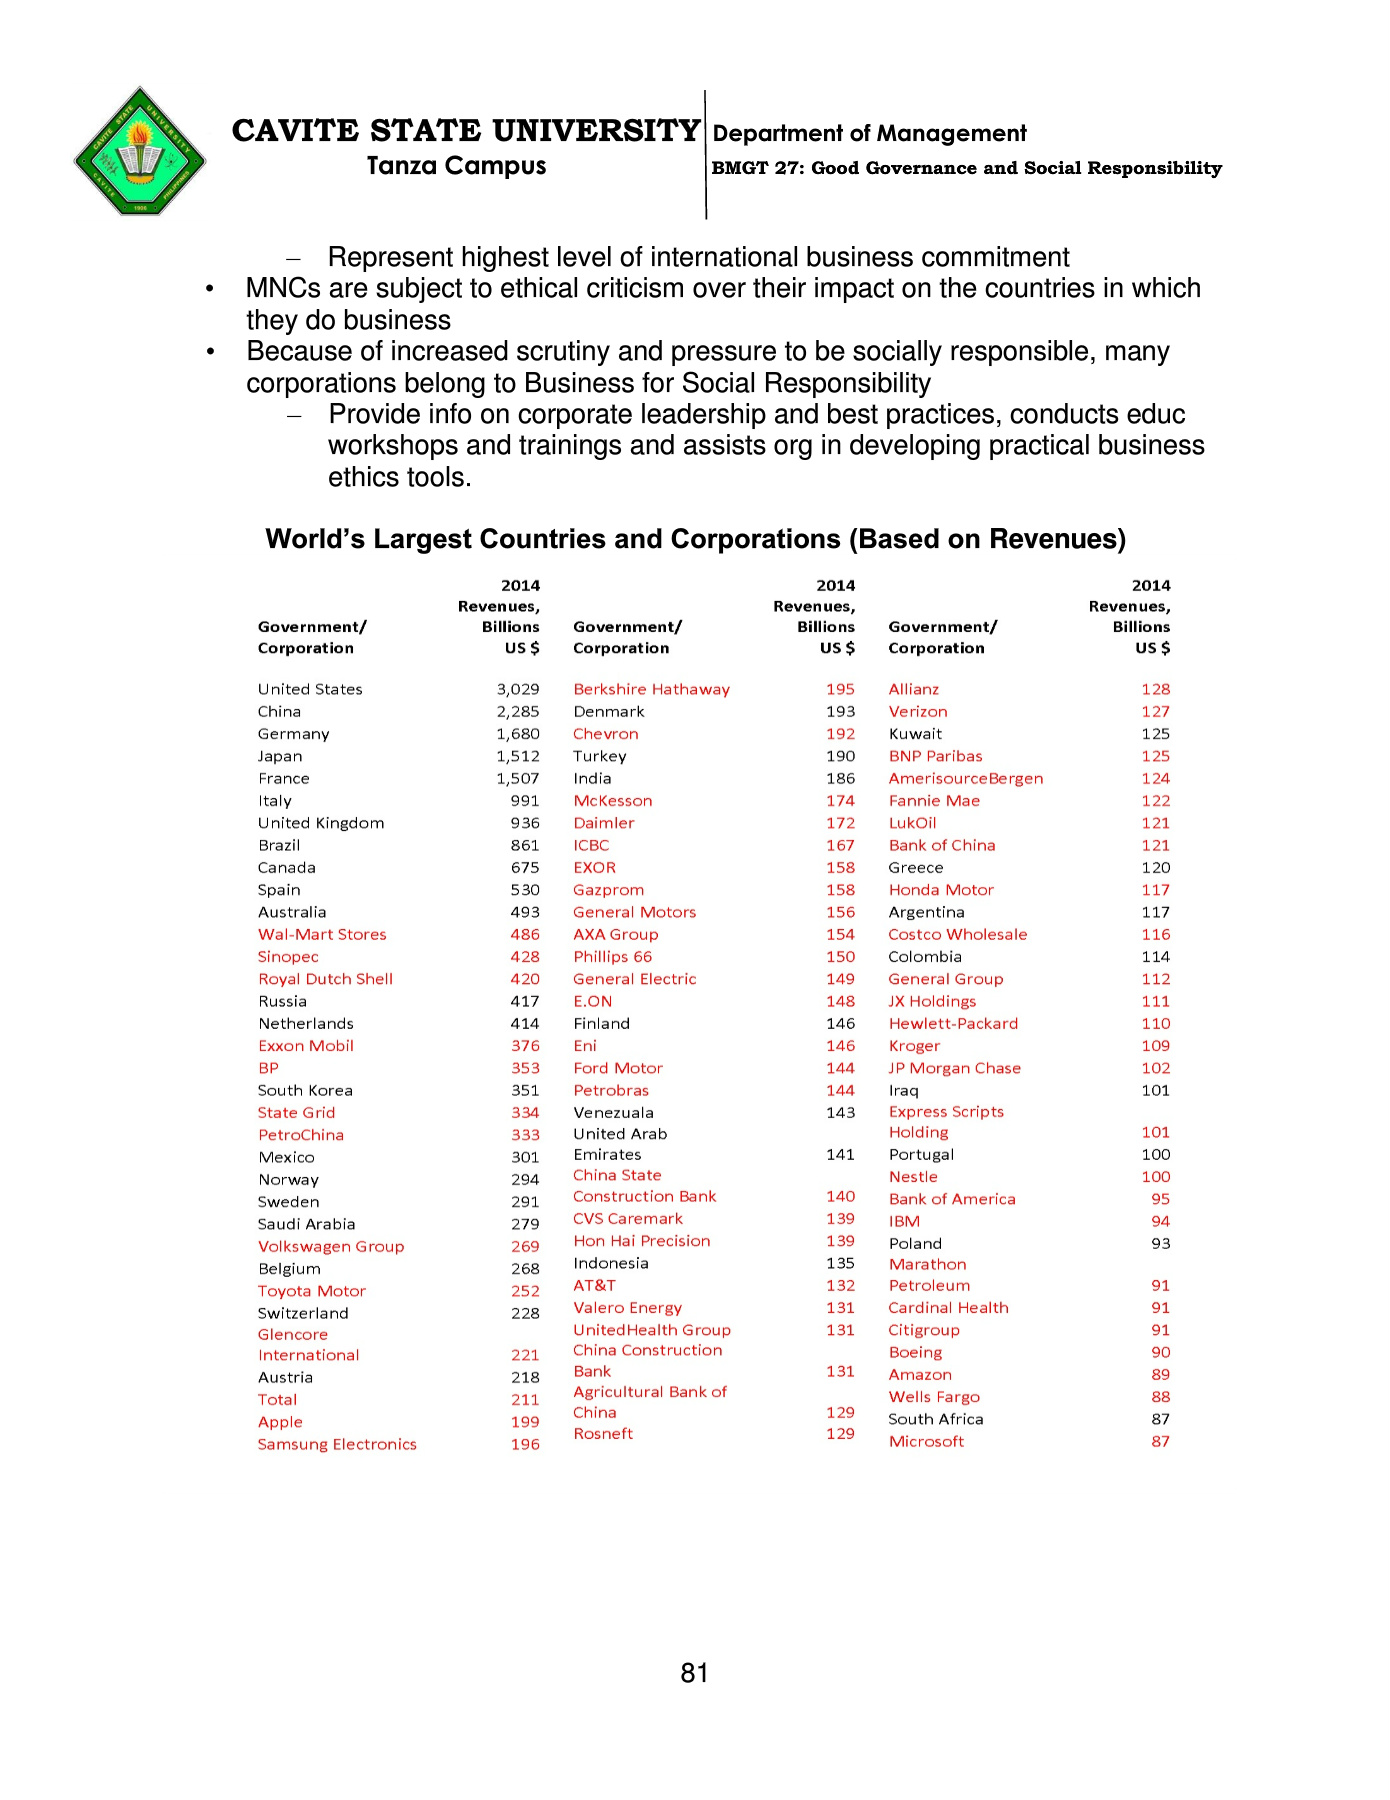 CAVITE STATE UNIVERSITY
Tanza Campus
Department of Management
BMGT 27: Good Governance and Social Responsibility
CAVITE STATE UNIVERSITY
CAVITE
PHILIPPINES
1906
– Represent highest level of international business commitment
• MNCs are subject to ethical criticism over their impact on the countries in which
they do business
• Because of increased scrutiny and pressure to be socially responsible, many
corporations belong to Business for Social Responsibility
– Provide info on corporate leadership and best practices, conducts educ
workshops and trainings and assists org in developing practical business
ethics tools.
World's Largest Countries and Corporations (Based on Revenues)
Government/
Corporation
2014
Revenues,
Billions
US $
United States 3,029
China 2,285
Germany 1,680
Japan 1,512
France 1,507
Italy 991
United Kingdom 936
Brazil 861
Canada 675
Spain 530
Australia 493
Wal-Mart Stores 486
Sinopec 428
Royal Dutch Shell 420
Russia 417
Netherlands 414
Exxon Mobil 376
BP 353
South Korea 351
State Grid 334
PetroChina 333
Mexico 301
Norway 294
Sweden 291
Saudi Arabia 279
Volkswagen Group 269
Belgium 268
Toyota Motor 252
Switzerland 228
Glencore
International 221
Austria 218
Total 211
Apple 199
Samsung Electronics 196
Government/
Corporation
2014
Revenues,
Billions
US $
Berkshire Hathaway 195
Denmark 193
Chevron 192
Turkey 190
India 186
McKesson 174
Daimler 172
ICBC 167
EXOR 158
Gazprom 158
General Motors 156
AXA Group 154
Phillips 66 150
General Electric 149
E.ON 148
Finland 146
Eni 146
Ford Motor 144
Petrobras 144
Venezuala 143
United Arab
Emirates 141
China State
Construction Bank 140
CVS Caremark 139
Hon Hai Precision 139
Indonesia 135
AT&T 132
Valero Energy 131
UnitedHealth Group 131
China Construction
Bank 131
Agricultural Bank of
China 129
Rosneft 129
Government/
Corporation
2014
Revenues,
Billions
US $
Allianz 128
Verizon 127
Kuwait 125
BNP Paribas 125
AmerisourceBergen 124
Fannie Mae 122
LukOil 121
Bank of China 121
Greece 120
Honda Motor 117
Argentina 117
Costco Wholesale 116
Colombia 114
General Group 112
JX Holdings 111
Hewlett-Packard 110
Kroger 109
JP Morgan Chase 102
Iraq 101
Express Scripts
Holding 101
Portugal 100
Nestle 100
Bank of America 95
IBM 94
Poland 93
Marathon
Petroleum 91
Cardinal Health 91
Citigroup 91
Boeing 90
Amazon 89
Wells Fargo 88
South Africa 87
Microsoft 87
81